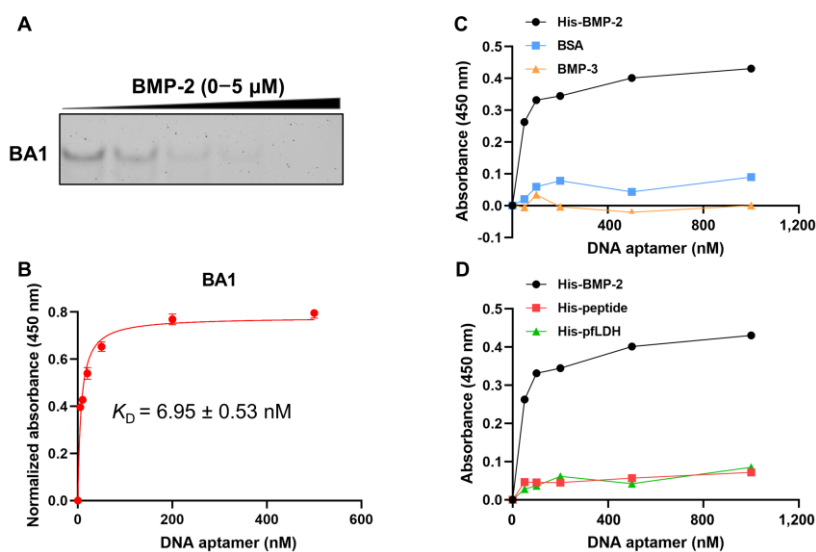 A
BMP-2 (0–5 µM)
BA1
B
BA1
Normalized absorbance (450 nm)
0.8
0.6
0.4
0.2
0.0
K_D = 6.95 ± 0.53 nM
0
200
400
600
DNA aptamer (nM)
C
His-BMP-2
BSA
BMP-3
Absorbance (450 nm)
0.5
0.4
0.3
0.2
0.1
0.0
-0.1
400
800
1,200
DNA aptamer (nM)
D
His-BMP-2
His-peptide
His-pfLDH
Absorbance (450 nm)
0.5
0.4
0.3
0.2
0.1
0.0
0
400
800
1,200
DNA aptamer (nM)